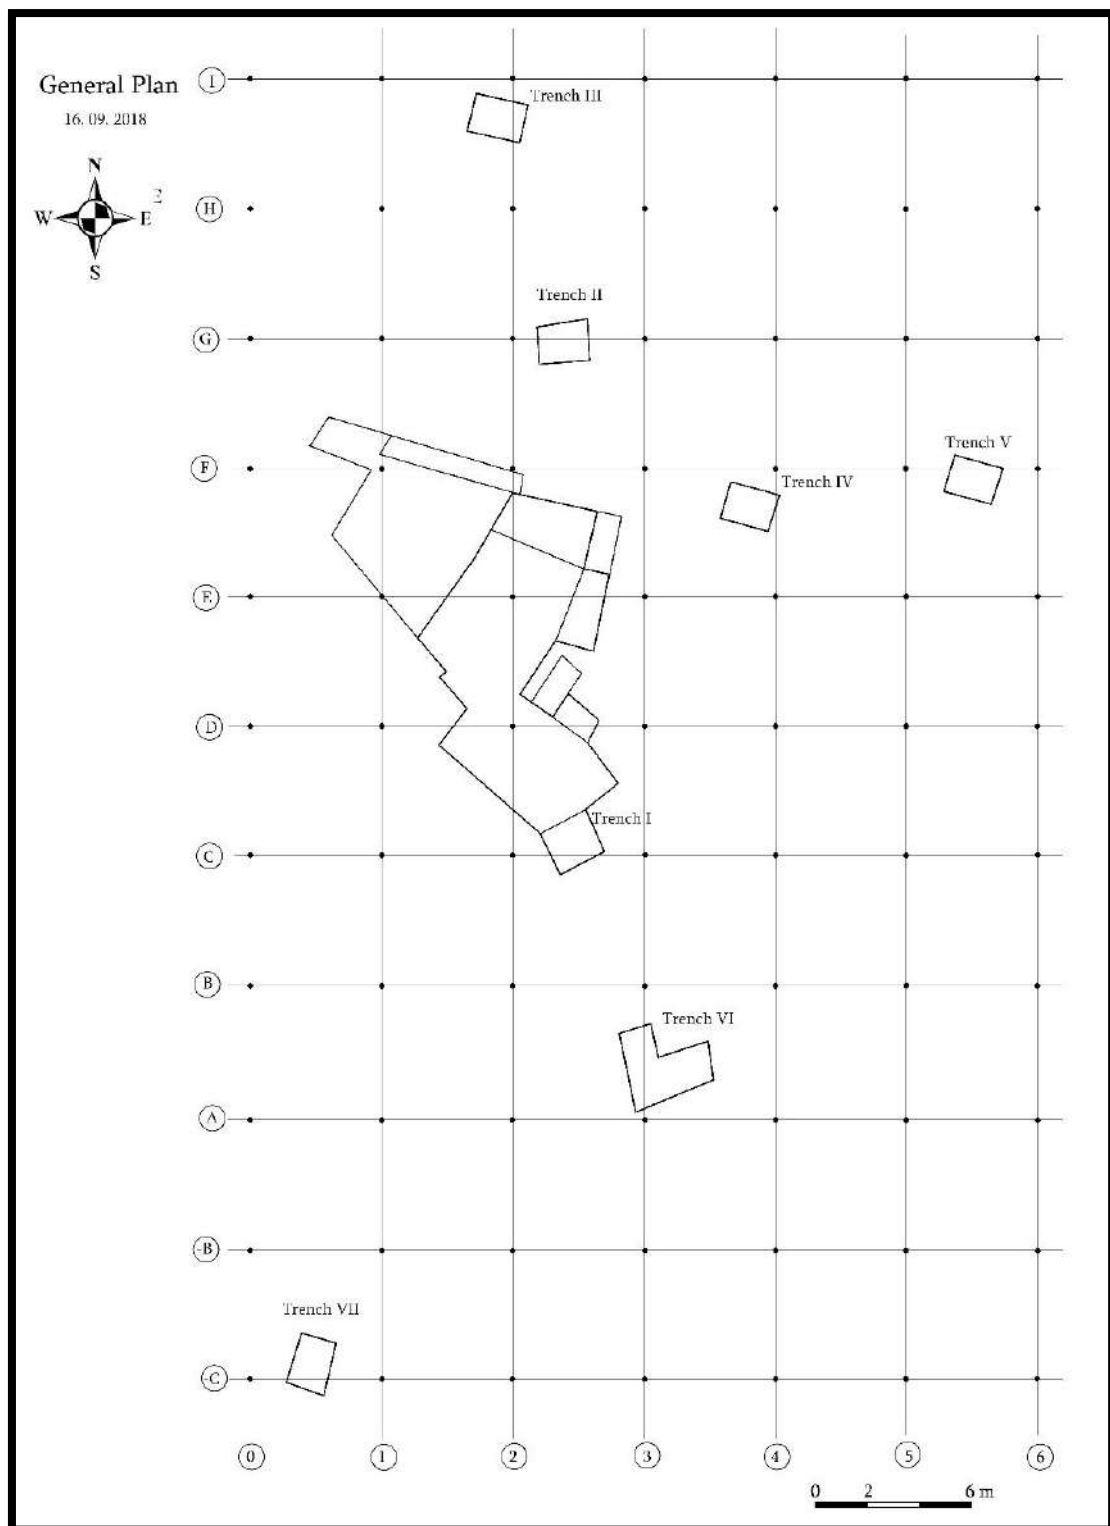 General Plan
16. 09. 2018
N
W E
S
I
Trench III
H
Trench II
G
Trench V
F
Trench IV
E
D
Trench I
C
B
Trench VI
A
-B
Trench VII
-C
0 1 2 3 4 5 6
0 2 6 m